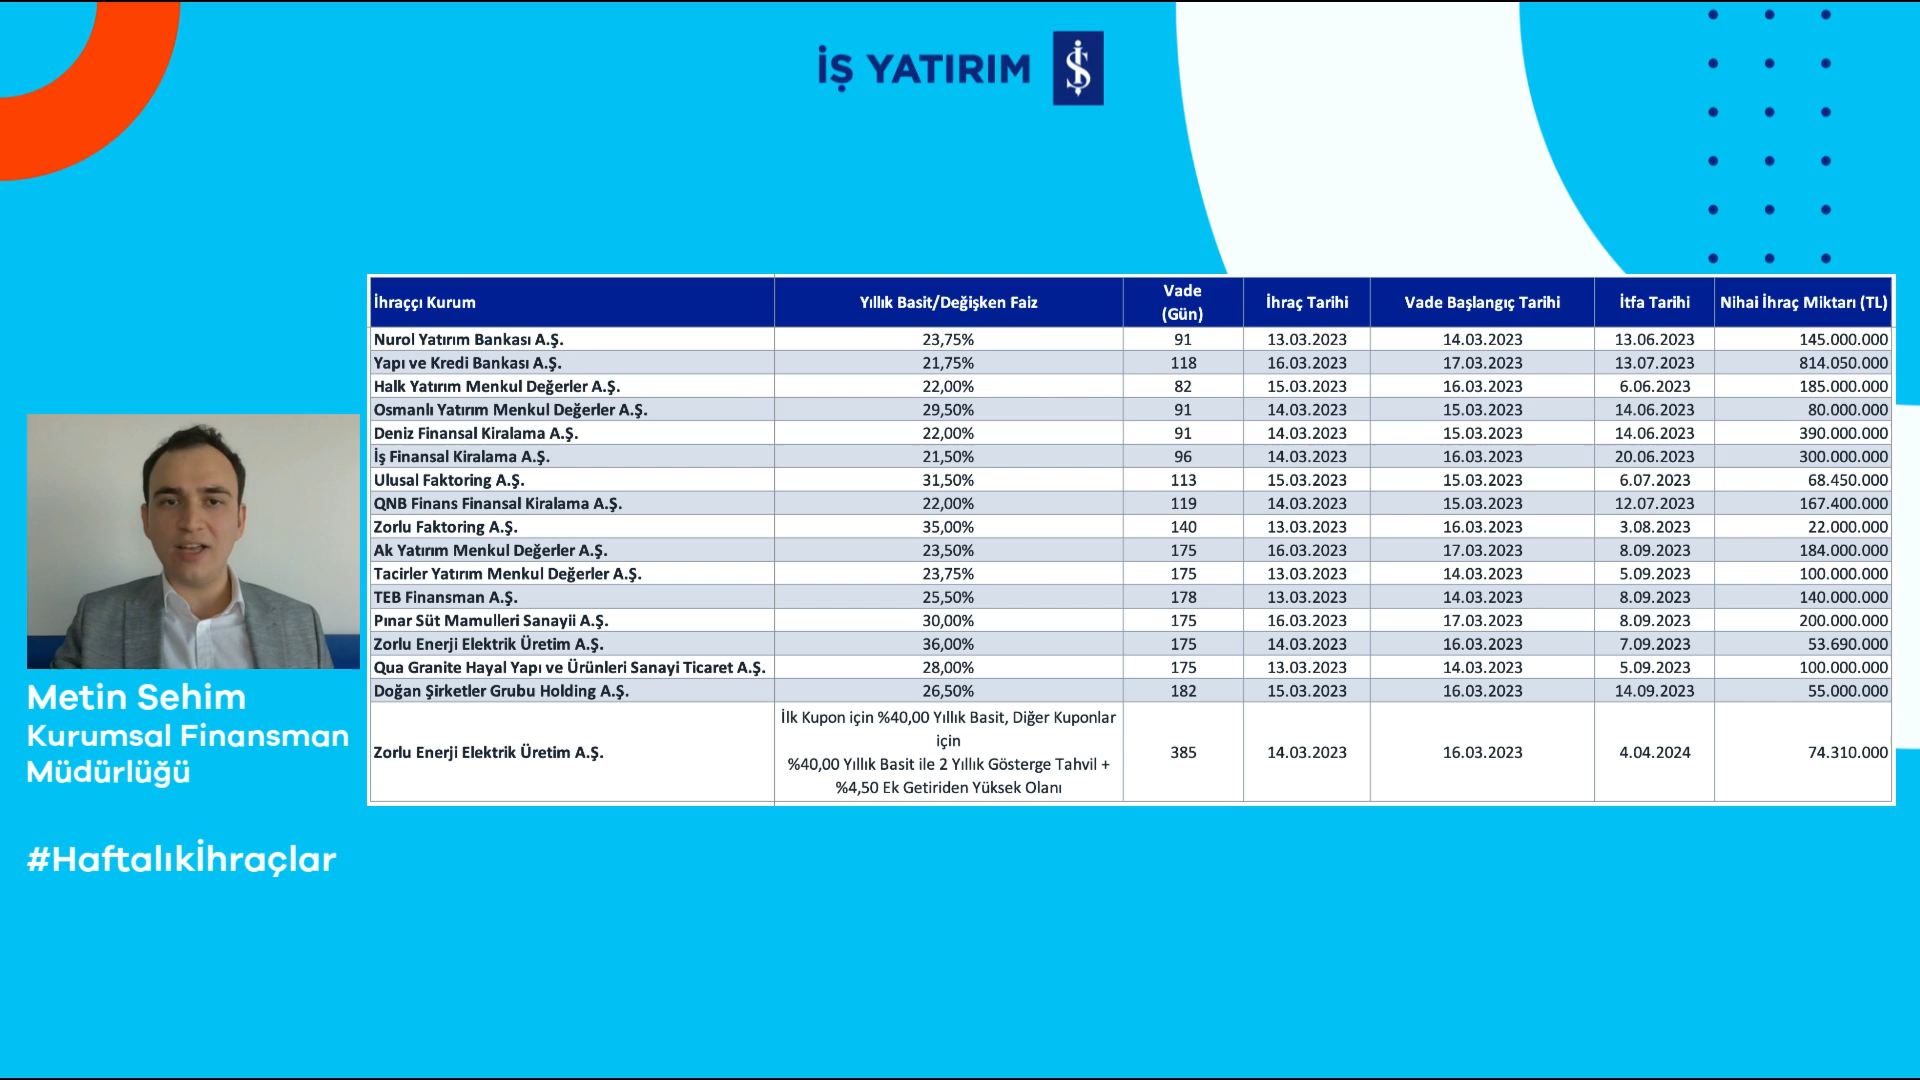 İŞ YATIRIM
İhraççı Kurum Yıllık Basit/Değişken Faiz Vade (Gün) İhraç Tarihi Vade Başlangıç Tarihi İtfa Tarihi Nihai İhraç Miktarı (TL)
Nurol Yatırım Bankası A.Ş. 23,75% 91 13.03.2023 14.03.2023 13.06.2023 145.000.000
Yapı ve Kredi Bankası A.Ş. 21,75% 118 16.03.2023 17.03.2023 13.07.2023 814.050.000
Halk Yatırım Menkul Değerler A.Ş. 22,00% 82 15.03.2023 16.03.2023 6.06.2023 185.000.000
Osmanlı Yatırım Menkul Değerler A.Ş. 29,50% 91 14.03.2023 15.03.2023 14.06.2023 80.000.000
Deniz Finansal Kiralama A.Ş. 22,00% 91 14.03.2023 15.03.2023 14.06.2023 390.000.000
İş Finansal Kiralama A.Ş. 21,50% 96 14.03.2023 16.03.2023 20.06.2023 300.000.000
Ulusal Faktoring A.Ş. 31,50% 113 15.03.2023 15.03.2023 6.07.2023 68.450.000
QNB Finans Finansal Kiralama A.Ş. 22,00% 119 14.03.2023 15.03.2023 12.07.2023 167.400.000
Zorlu Faktoring A.Ş. 35,00% 140 13.03.2023 16.03.2023 3.08.2023 22.000.000
Ak Yatırım Menkul Değerler A.Ş. 23,50% 175 16.03.2023 17.03.2023 8.09.2023 184.000.000
Tacirler Yatırım Menkul Değerler A.Ş. 23,75% 175 13.03.2023 14.03.2023 5.09.2023 100.000.000
TEB Finansman A.Ş. 25,50% 178 13.03.2023 14.03.2023 8.09.2023 140.000.000
Pınar Süt Mamulleri Sanayii A.Ş. 30,00% 175 16.03.2023 17.03.2023 8.09.2023 200.000.000
Zorlu Enerji Elektrik Üretim A.Ş. 36,00% 175 14.03.2023 16.03.2023 7.09.2023 53.690.000
Qua Granite Hayal Yapı ve Ürünleri Sanayi Ticaret A.Ş. 28,00% 175 13.03.2023 14.03.2023 5.09.2023 100.000.000
Doğan Şirketler Grubu Holding A.Ş. 26,50% 182 15.03.2023 16.03.2023 14.09.2023 55.000.000
Zorlu Enerji Elektrik Üretim A.Ş. İlk Kupon için %40,00 Yıllık Basit, Diğer Kuponlar
için
%40,00 Yıllık Basit ile 2 Yıllık Gösterge Tahvil +
%4,50 Ek Getiriden Yüksek Olanı 385 14.03.2023 16.03.2023 4.04.2024 74.310.000
Metin Sehim
Kurumsal Finansman
Müdürlüğü
#Haftalıkİhraçlar